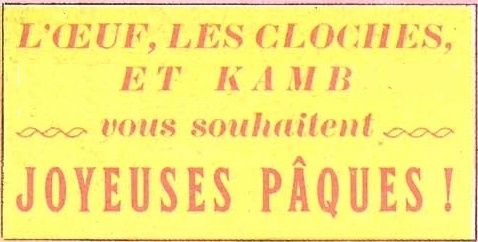 L'ŒUF, LES CLOCHES,
ET KAMB
vous souhaitent
JOYEUSES PÂQUES !